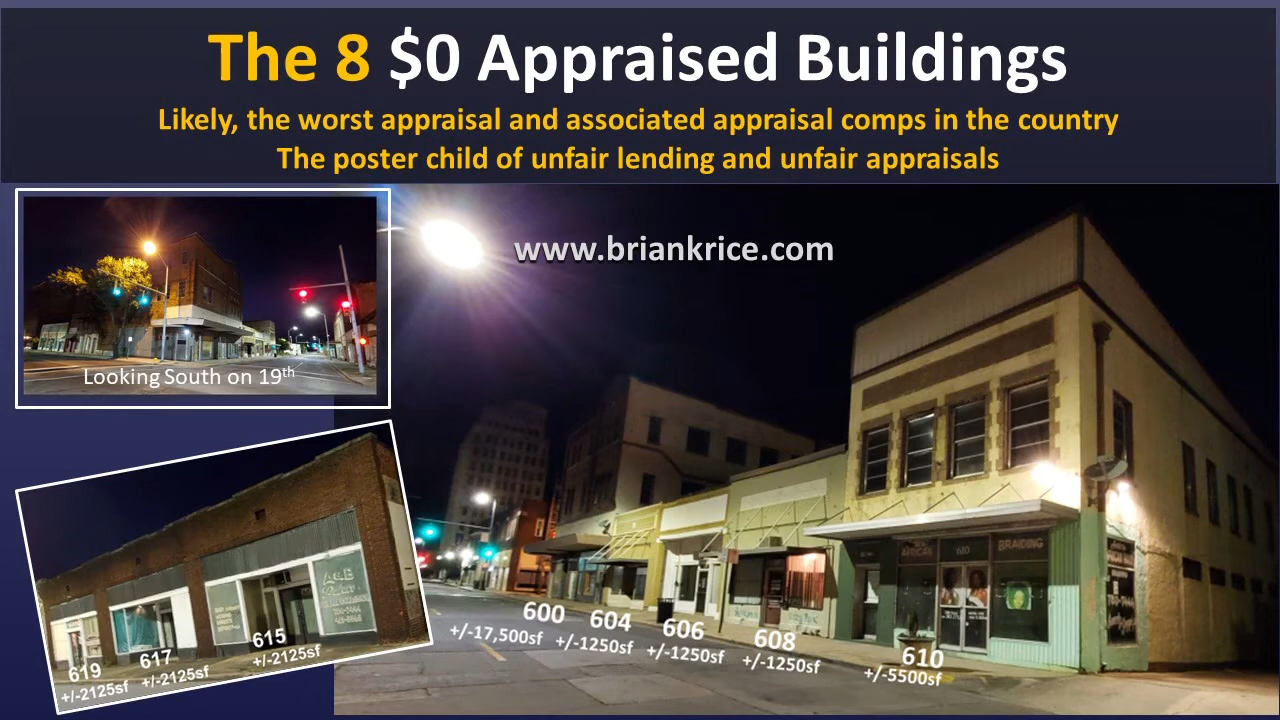 The 8 $0 Appraised Buildings
Likely, the worst appraisal and associated appraisal comps in the country
The poster child of unfair lending and unfair appraisals
www.briankrice.com
Looking South on 19th
619
+/-2125sf
617
+/-2125sf
615
+/-2125sf
600
+/-17,500sf
604
+/-1250sf
606
+/-1250sf
608
+/-1250sf
610
+/-5500sf
AFRICAN
610
BRAIDING